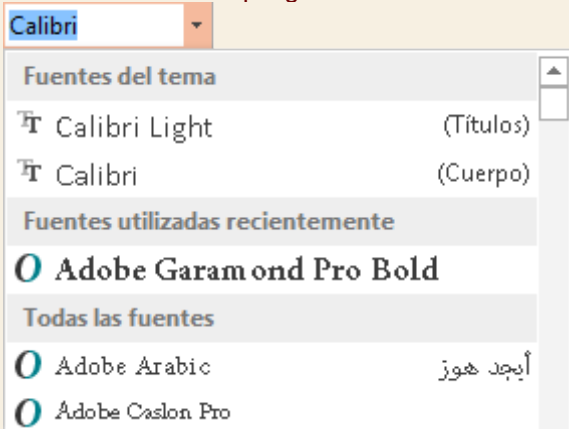 Calibri
Fuentes del tema
Calibri Light (Títulos)
Calibri (Cuerpo)
Fuentes utilizadas recientemente
Adobe Garamond Pro Bold
Todas las fuentes
Adobe Arabic أيجد هوز
Adobe Caslon Pro